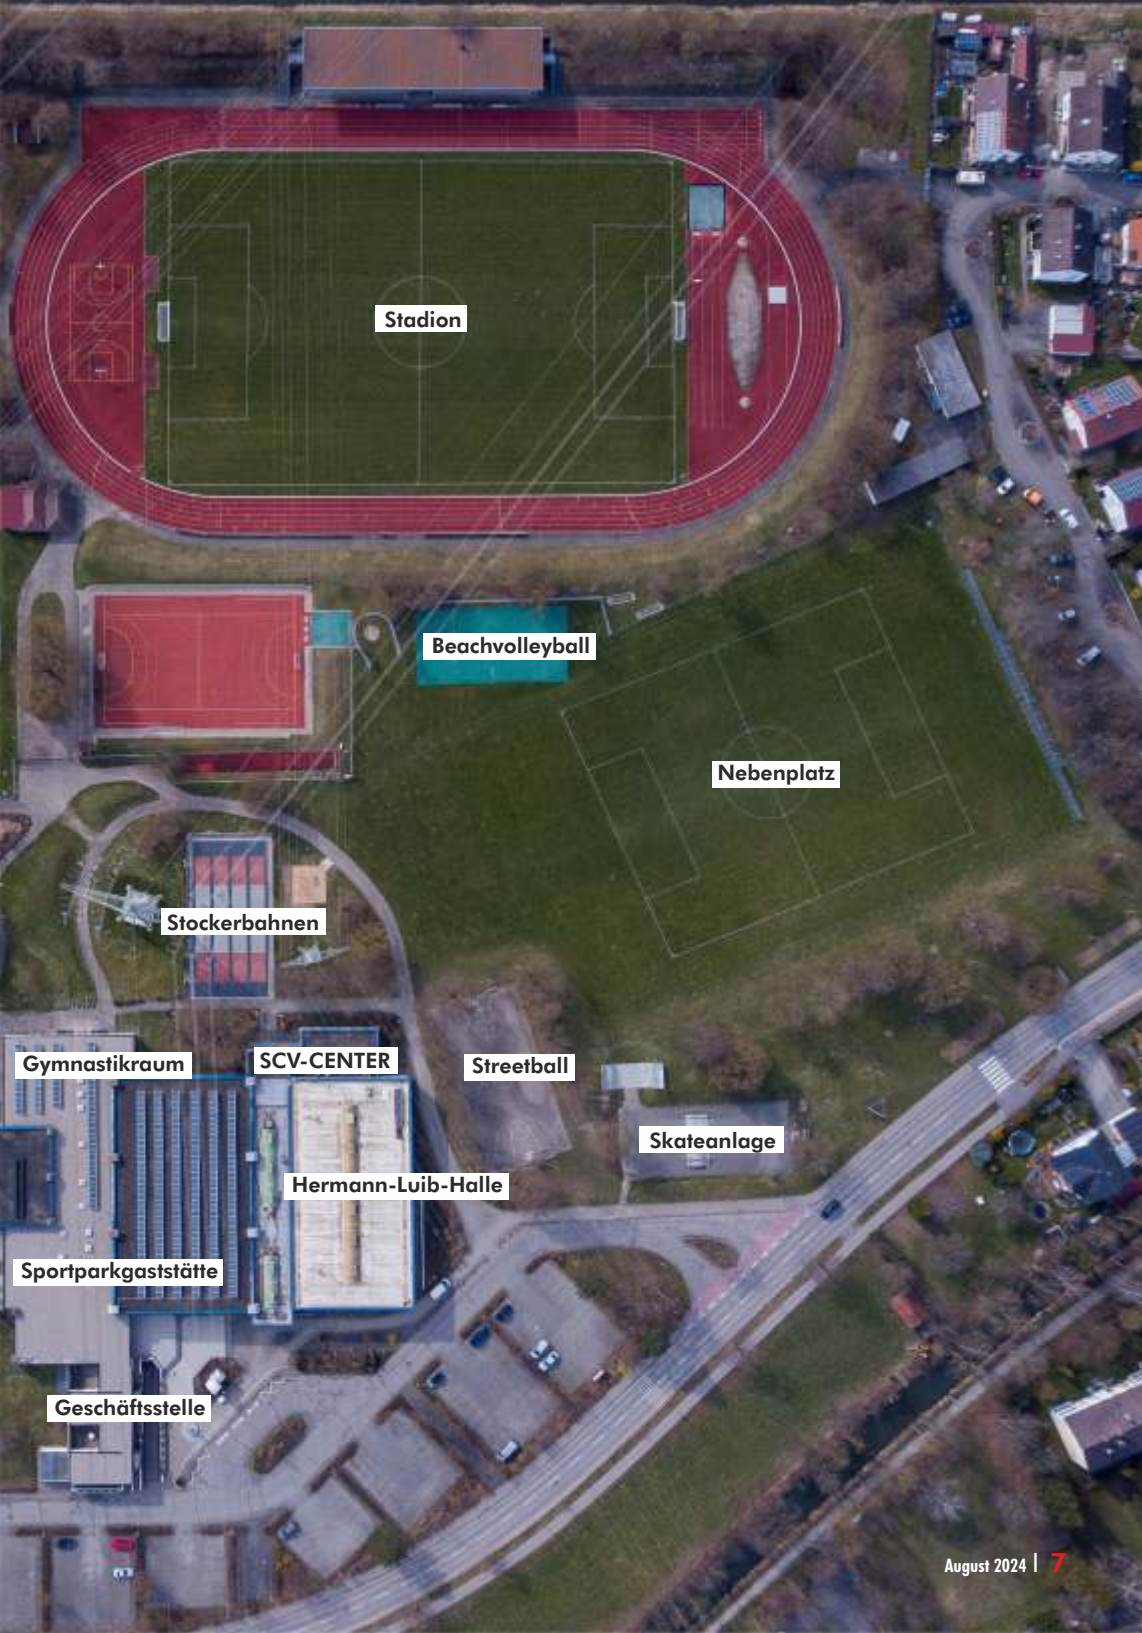 Stadion
Beachvolleyball
Nebenplatz
Stockerbahnen
Gymnastikraum
SCV-CENTER
Streetball
Skateanlage
Hermann-Luib-Halle
Sportparkgaststätte
Geschäftsstelle
August 2024 | 7